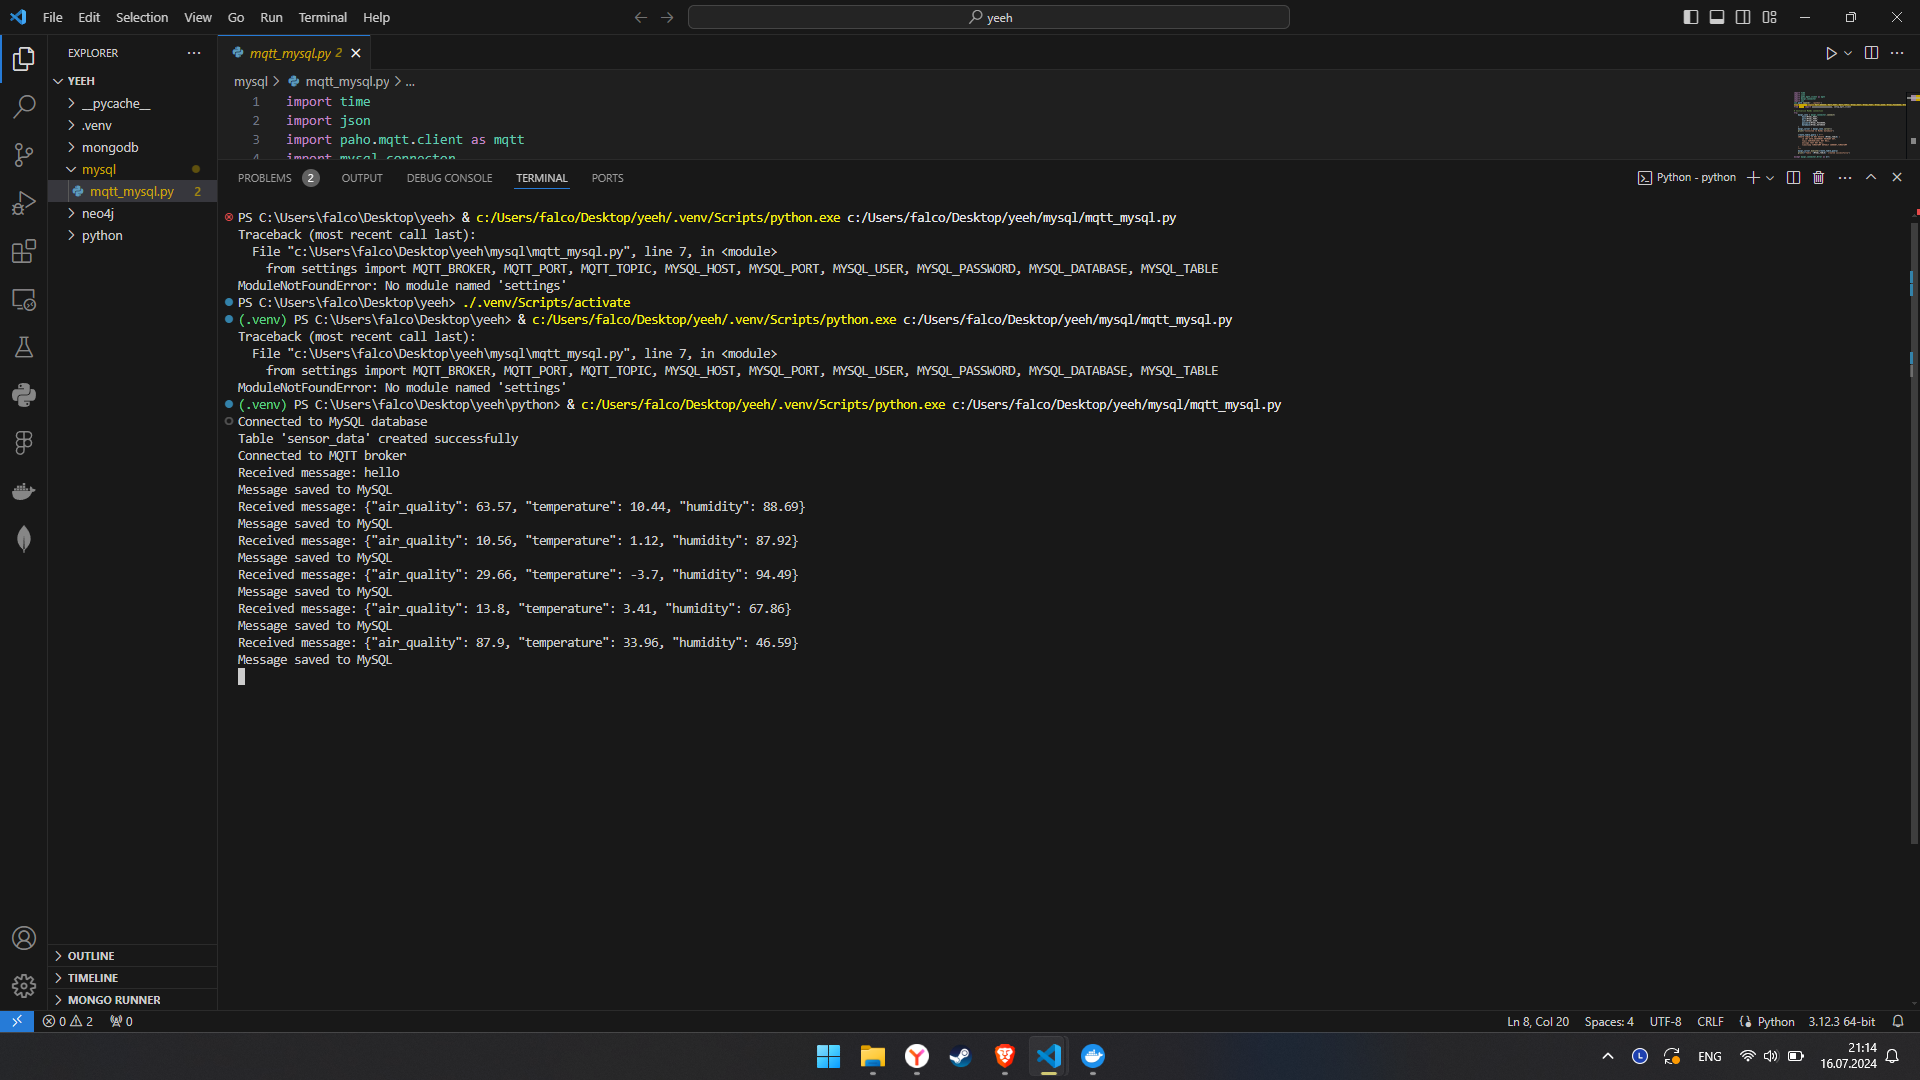 File Edit Selection View Go Run Terminal Help
yeeh
EXPLORER
YEEH
__pycache__
.venv
mongodb
mysql
mqtt_mysql.py 2
neo4j
python
OUTLINE
TIMELINE
MONGO RUNNER
mqtt_mysql.py 2
mysql > mqtt_mysql.py > ...
1 import time
2 import json
3 import paho.mqtt.client as mqtt
4 import mysql.connector
PROBLEMS 2 OUTPUT DEBUG CONSOLE TERMINAL PORTS
Python - python
PS C:\Users\falco\Desktop\yeeh> & c:/Users/falco/Desktop/yeeh/.venv/Scripts/python.exe c:/Users/falco/Desktop/yeeh/mysql/mqtt_mysql.py
Traceback (most recent call last):
File "c:\Users\falco\Desktop\yeeh\mysql\mqtt_mysql.py", line 7, in <module>
from settings import MQTT_BROKER, MQTT_PORT, MQTT_TOPIC, MYSQL_HOST, MYSQL_PORT, MYSQL_USER, MYSQL_PASSWORD, MYSQL_DATABASE, MYSQL_TABLE
ModuleNotFoundError: No module named 'settings'
PS C:\Users\falco\Desktop\yeeh> ./.venv/Scripts/activate
(.venv) PS C:\Users\falco\Desktop\yeeh> & c:/Users/falco/Desktop/yeeh/.venv/Scripts/python.exe c:/Users/falco/Desktop/yeeh/mysql/mqtt_mysql.py
Traceback (most recent call last):
File "c:\Users\falco\Desktop\yeeh\mysql\mqtt_mysql.py", line 7, in <module>
from settings import MQTT_BROKER, MQTT_PORT, MQTT_TOPIC, MYSQL_HOST, MYSQL_PORT, MYSQL_USER, MYSQL_PASSWORD, MYSQL_DATABASE, MYSQL_TABLE
ModuleNotFoundError: No module named 'settings'
(.venv) PS C:\Users\falco\Desktop\yeeh\python> & c:/Users/falco/Desktop/yeeh/.venv/Scripts/python.exe c:/Users/falco/Desktop/yeeh/mysql/mqtt_mysql.py
Connected to MySQL database
Table 'sensor_data' created successfully
Connected to MQTT broker
Received message: hello
Message saved to MySQL
Received message: {"air_quality": 63.57, "temperature": 10.44, "humidity": 88.69}
Message saved to MySQL
Received message: {"air_quality": 10.56, "temperature": 1.12, "humidity": 87.92}
Message saved to MySQL
Received message: {"air_quality": 29.66, "temperature": -3.7, "humidity": 94.49}
Message saved to MySQL
Received message: {"air_quality": 13.8, "temperature": 3.41, "humidity": 67.86}
Message saved to MySQL
Received message: {"air_quality": 87.9, "temperature": 33.96, "humidity": 46.59}
Message saved to MySQL
0 2 0
Ln 8, Col 20 Spaces: 4 UTF-8 CRLF Python 3.12.3 64-bit
ENG
21:14
16.07.2024